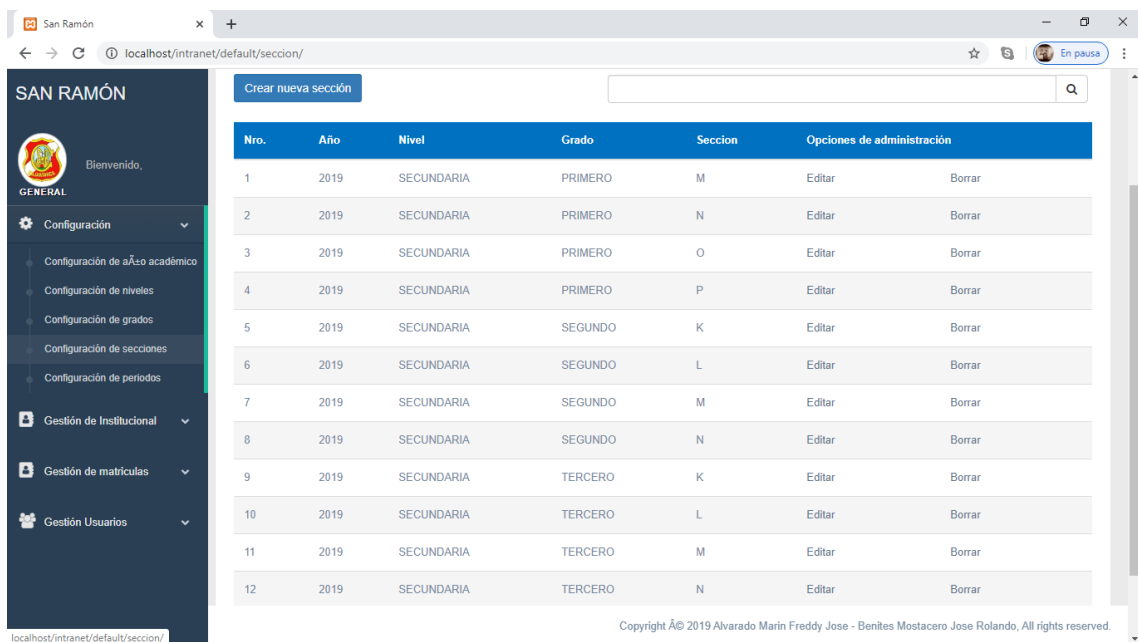 San Ramón
localhost/intranet/default/seccion/
En pausa
SAN RAMÓN
Bienvenido,
GENERAL
Configuración
Configuración de aÃ±o académico
Configuración de niveles
Configuración de grados
Configuración de secciones
Configuración de periodos
Gestión de Institucional
Gestión de matriculas
Gestión Usuarios
Crear nueva sección
Nro. Año Nivel Grado Seccion Opciones de administración
1 2019 SECUNDARIA PRIMERO M Editar Borrar
2 2019 SECUNDARIA PRIMERO N Editar Borrar
3 2019 SECUNDARIA PRIMERO O Editar Borrar
4 2019 SECUNDARIA PRIMERO P Editar Borrar
5 2019 SECUNDARIA SEGUNDO K Editar Borrar
6 2019 SECUNDARIA SEGUNDO L Editar Borrar
7 2019 SECUNDARIA SEGUNDO M Editar Borrar
8 2019 SECUNDARIA SEGUNDO N Editar Borrar
9 2019 SECUNDARIA TERCERO K Editar Borrar
10 2019 SECUNDARIA TERCERO L Editar Borrar
11 2019 SECUNDARIA TERCERO M Editar Borrar
12 2019 SECUNDARIA TERCERO N Editar Borrar
Copyright Â© 2019 Alvarado Marin Freddy Jose - Benites Mostacero Jose Rolando, All rights reserved.
localhost/intranet/default/seccion/